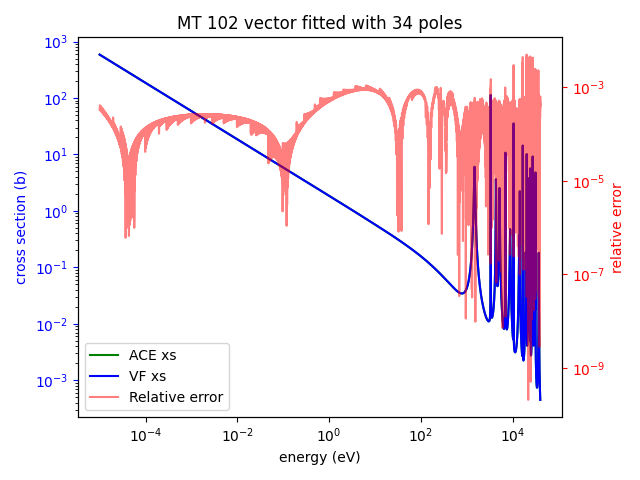 MT 102 vector fitted with 34 poles
10³
10²
10¹
10⁰
10⁻¹
10⁻²
10⁻³
cross section (b)
10⁻³
10⁻⁵
10⁻⁷
10⁻⁹
relative error
ACE xs
VF xs
Relative error
10⁻⁴
10⁻²
10⁰
10²
10⁴
energy (eV)